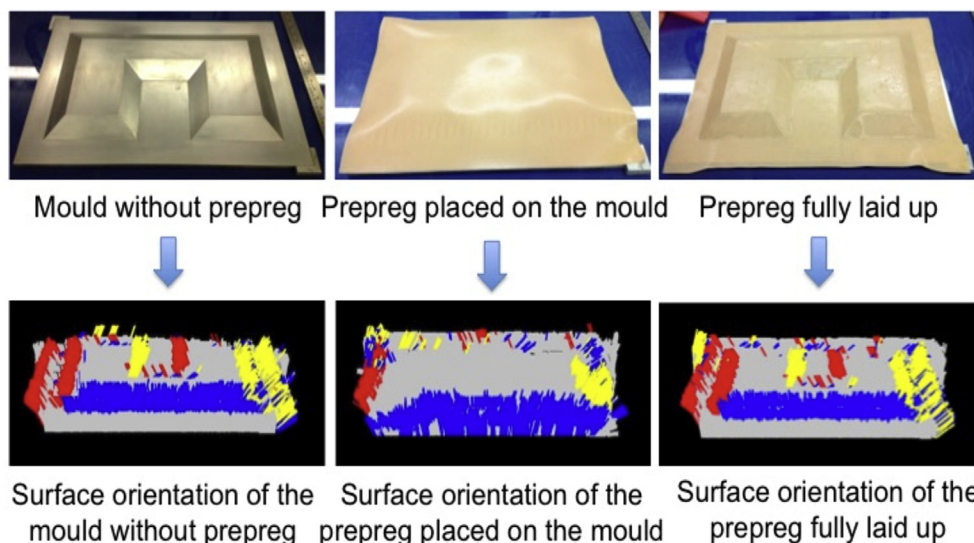 Mould without prepreg
Prepreg placed on the mould
Prepreg fully laid up
Surface orientation of the
mould without prepreg
Surface orientation of the
prepreg placed on the mould
Surface orientation of the
prepreg fully laid up